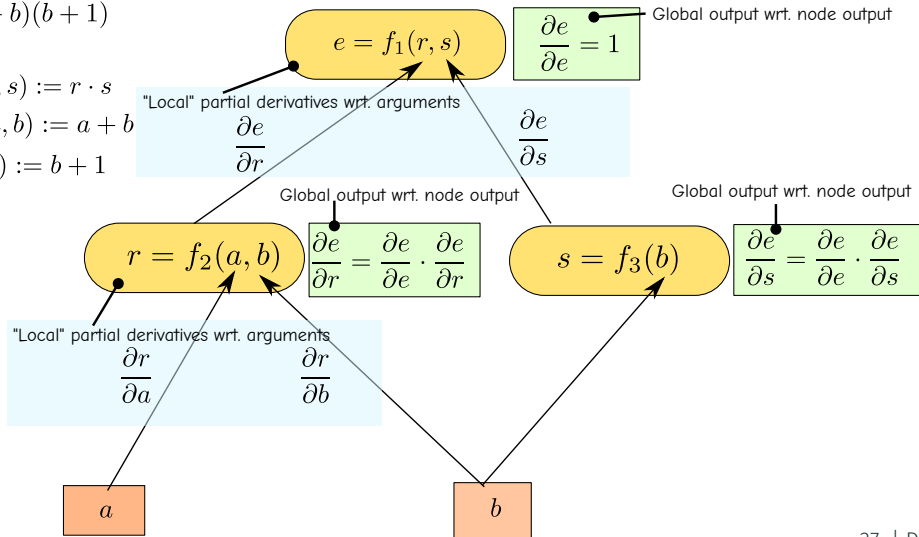 b)(b + 1)
e = f₁(r, s)
∂e/∂e = 1
Global output wrt. node output
s) := r · s
"Local" partial derivatives wrt. arguments
, b) := a + b
∂e/∂r
∂e/∂s
) := b + 1
Global output wrt. node output
Global output wrt. node output
r = f₂(a, b)
∂e/∂r = ∂e/∂e · ∂e/∂r
s = f₃(b)
∂e/∂s = ∂e/∂e · ∂e/∂s
"Local" partial derivatives wrt. arguments
∂r/∂a
∂r/∂b
a
b